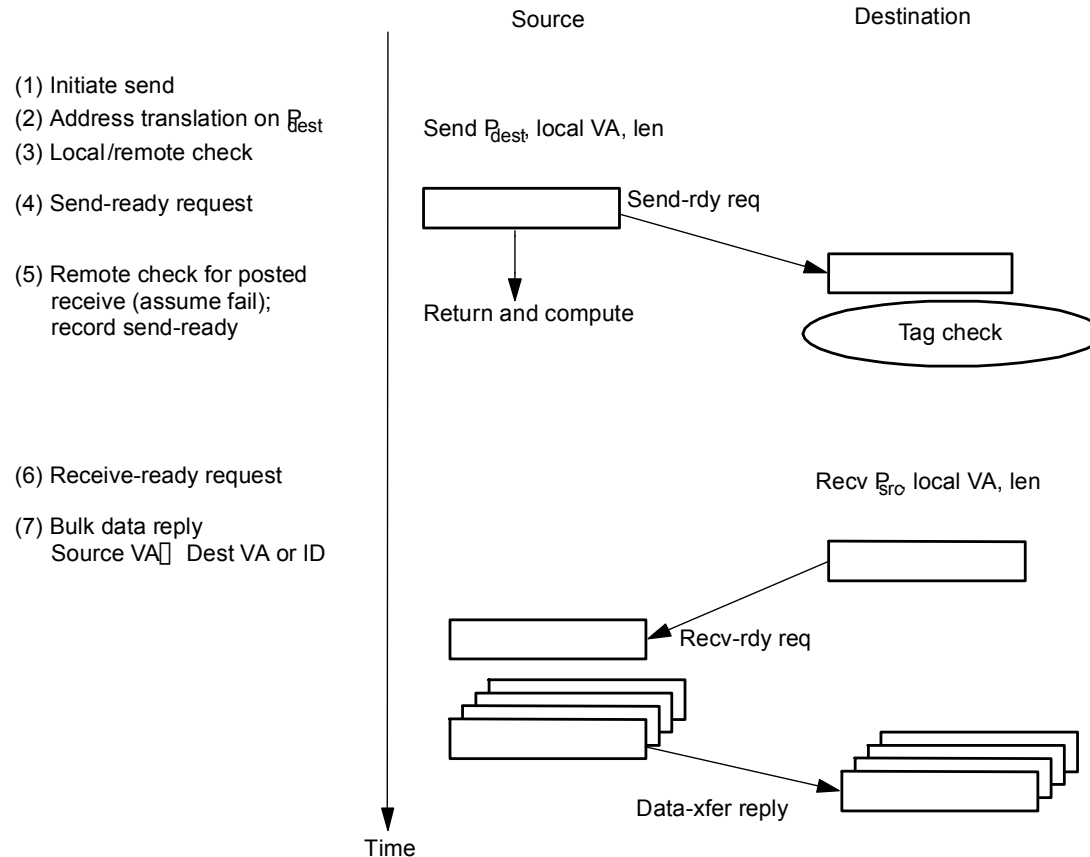 Source
Destination
(1) Initiate send
(2) Address translation on Pdest
(3) Local/remote check
Send Pdest, local VA, len
(4) Send-ready request
Send-rdy req
(5) Remote check for posted
receive (assume fail);
record send-ready
Return and compute
Tag check
(6) Receive-ready request
Recv Psrc, local VA, len
(7) Bulk data reply
Source VA▯ Dest VA or ID
Recv-rdy req
Data-xfer reply
Time